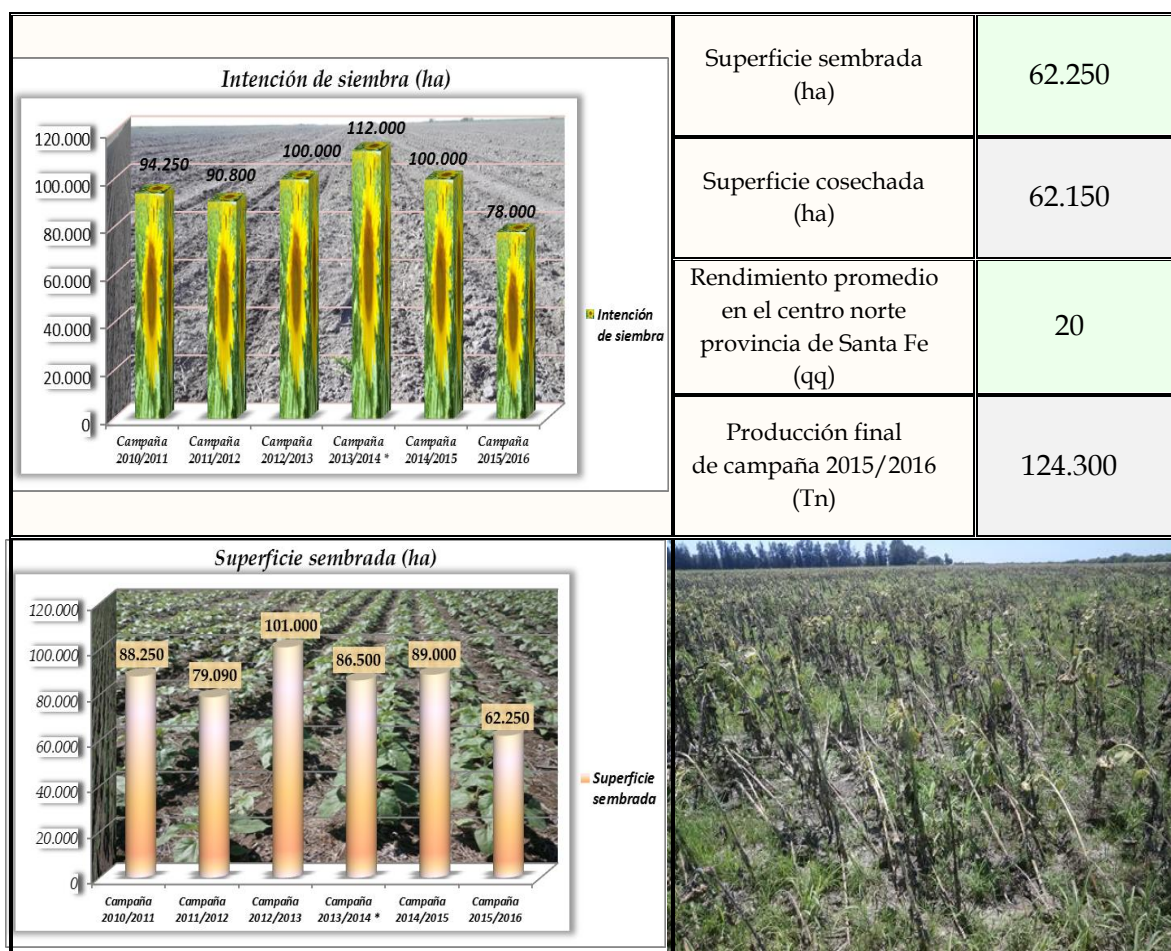 Intención de siembra (ha)
120.000
100.000
80.000
60.000
40.000
20.000
0
94.250
90.800
100.000
112.000
100.000
78.000
Campaña
2010/2011
Campaña
2011/2012
Campaña
2012/2013
Campaña
2013/2014 *
Campaña
2014/2015
Campaña
2015/2016
Intención
de siembra
Superficie sembrada
(ha)
62.250
Superficie cosechada
(ha)
62.150
Rendimiento promedio
en el centro norte
provincia de Santa Fe
(qq)
20
Producción final
de campaña 2015/2016
(Tn)
124.300
Superficie sembrada (ha)
120.000
100.000
80.000
60.000
40.000
20.000
0
88.250
79.090
101.000
86.500
89.000
62.250
Campaña
2010/2011
Campaña
2011/2012
Campaña
2012/2013
Campaña
2013/2014 *
Campaña
2014/2015
Campaña
2015/2016
Superficie
sembrada